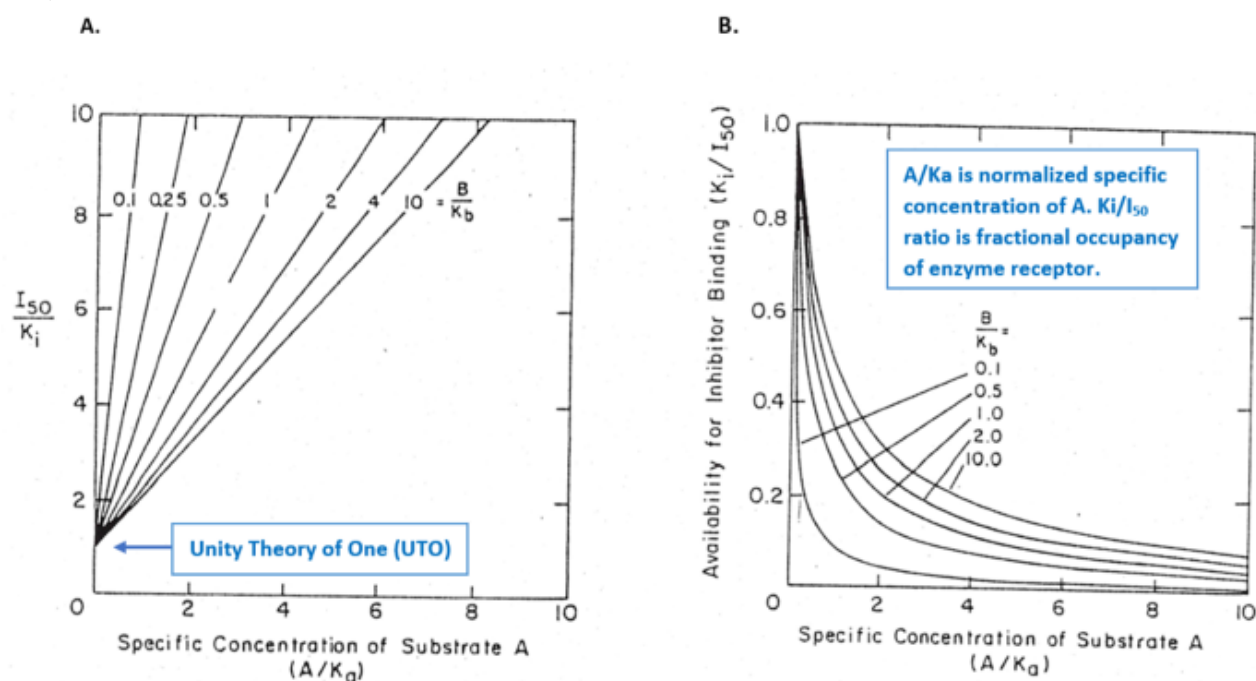 A.
10
8
6
4
2
0
I50
Ki
0.1
0.25
0.5
1
2
4
10 = B
Kb
Unity Theory of One (UTO)
2
4
6
8
10
Specific Concentration of Substrate A
(A/Ka)
B.
Availability for Inhibitor Binding (Ki/I50)
1.0
0.8
0.6
0.4
0.2
0
A/Ka is normalized specific
concentration of A. Ki/I₅₀
ratio is fractional occupancy
of enzyme receptor.
B
Kb =
0.1
0.5
1.0
2.0
10.0
2
4
6
8
10
Specific Concentration of Substrate A
(A/Ka)